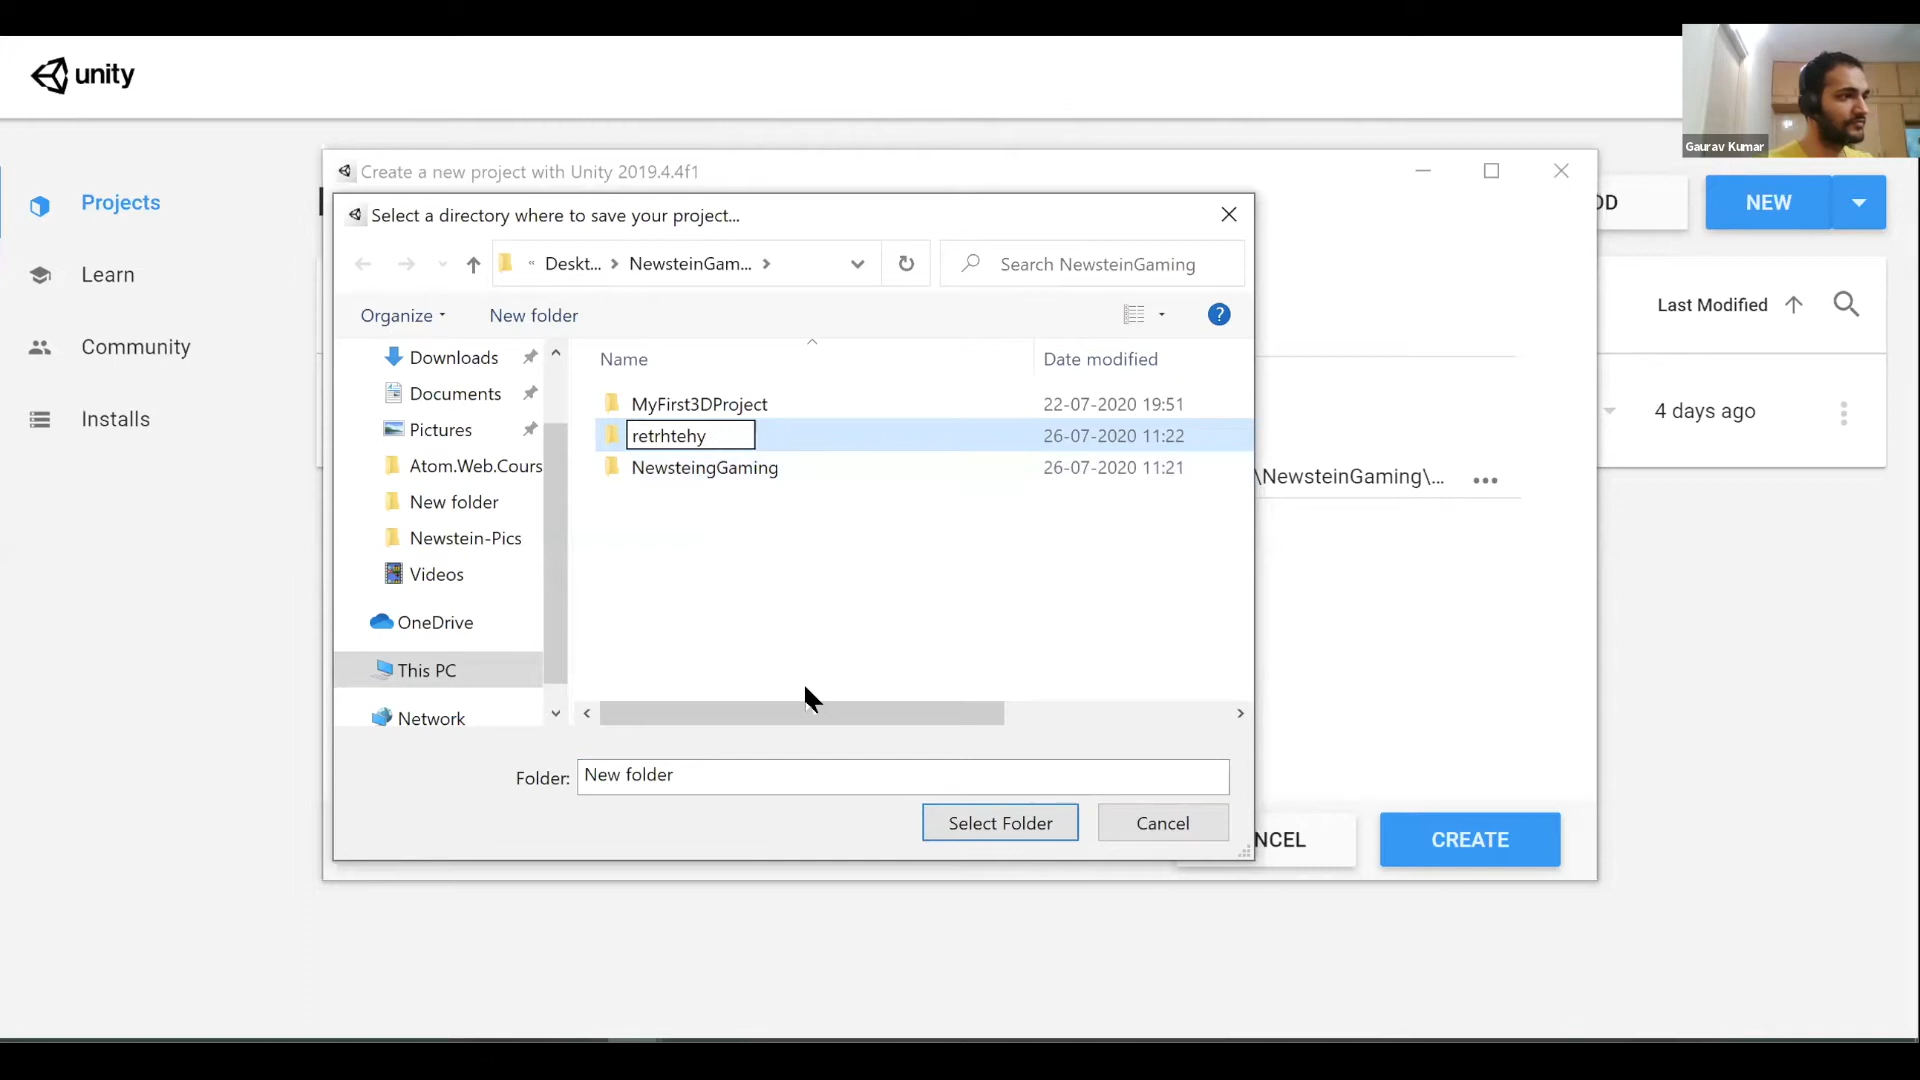 unity
Gaurav Kumar
Create a new project with Unity 2019.4.4f1
Projects
DD
NEW
Select a directory where to save your project...
« Deskt... > NewsteinGam... >
Search NewsteinGaming
Learn
Last Modified
Organize
New folder
?
Community
Downloads
Name
Date modified
Documents
MyFirst3DProject
22-07-2020 19:51
4 days ago
Installs
Pictures
retrhtehy
26-07-2020 11:22
Atom.Web.Cours
NewsteingGaming
26-07-2020 11:21
\NewsteinGaming\...
New folder
Newstein-Pics
Videos
OneDrive
This PC
Network
Folder:
New folder
Select Folder
Cancel
NCEL
CREATE